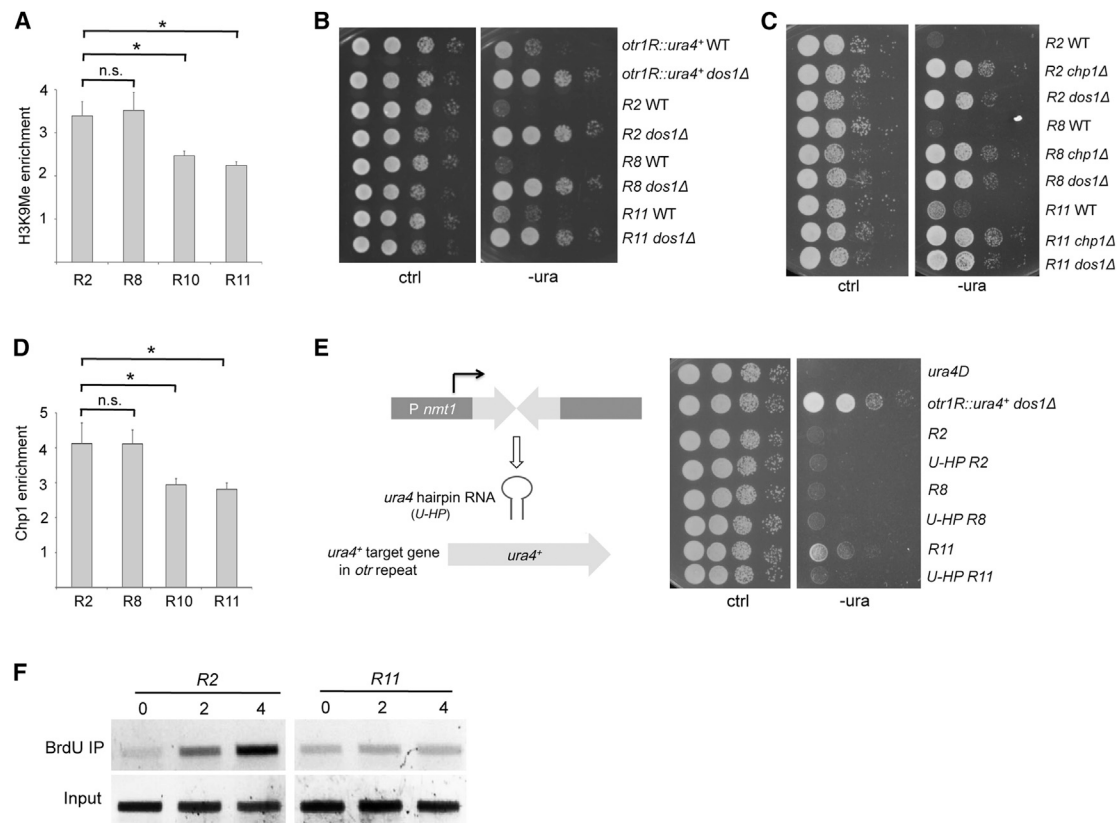 A
*
*
n.s.
H3K9Me enrichment
4
3
2
1
R2 R8 R10 R11
B
otr1R::ura4+ WT
otr1R::ura4+ dos1Δ
R2 WT
R2 dos1Δ
R8 WT
R8 dos1Δ
R11 WT
R11 dos1Δ
ctrl -ura
C
R2 WT
R2 chp1Δ
R2 dos1Δ
R8 WT
R8 chp1Δ
R8 dos1Δ
R11 WT
R11 chp1Δ
R11 dos1Δ
ctrl -ura
D
*
*
n.s.
Chp1 enrichment
5
4
3
2
1
0
R2 R8 R10 R11
E
P nmt1
ura4 hairpin RNA
(U-HP)
ura4+ target gene
in otr repeat
ura4+
ura4D
otr1R::ura4+ dos1Δ
R2
U-HP R2
R8
U-HP R8
R11
U-HP R11
ctrl -ura
F
R2 R11
0 2 4 0 2 4
BrdU IP
Input